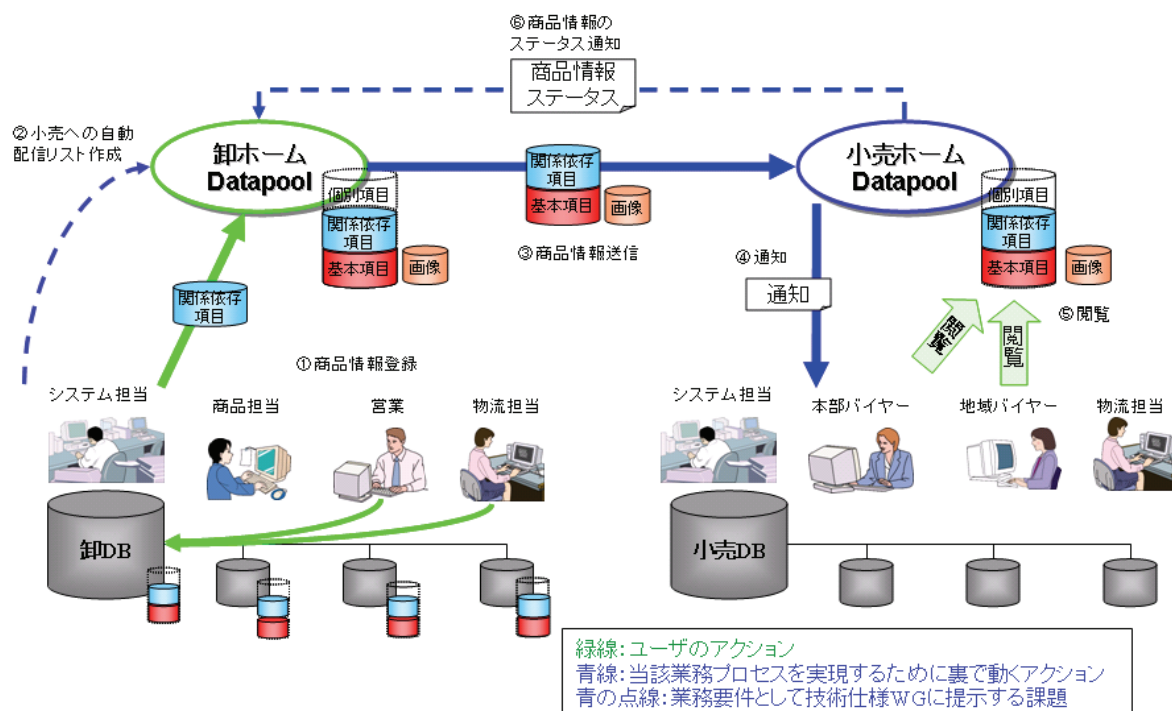 ⑥商品情報の
ステータス通知
商品情報
ステータス
②小売への自動
配信リスト作成
卸ホーム
Datapool
個別項目
関係依存
項目
基本項目
画像
関係依存
項目
基本項目
画像
③商品情報送信
小売ホーム
Datapool
個別項目
関係依存
項目
基本項目
画像
④通知
通知
⑤閲覧
閲覧
閲覧
関係依存
項目
①商品情報登録
システム担当
商品担当
営業
物流担当
卸DB
システム担当
本部バイヤー
地域バイヤー
物流担当
小売DB
緑線：ユーザのアクション
青線：当該業務プロセスを実現するために裏で動くアクション
青の点線：業務要件として技術仕様WGに提示する課題